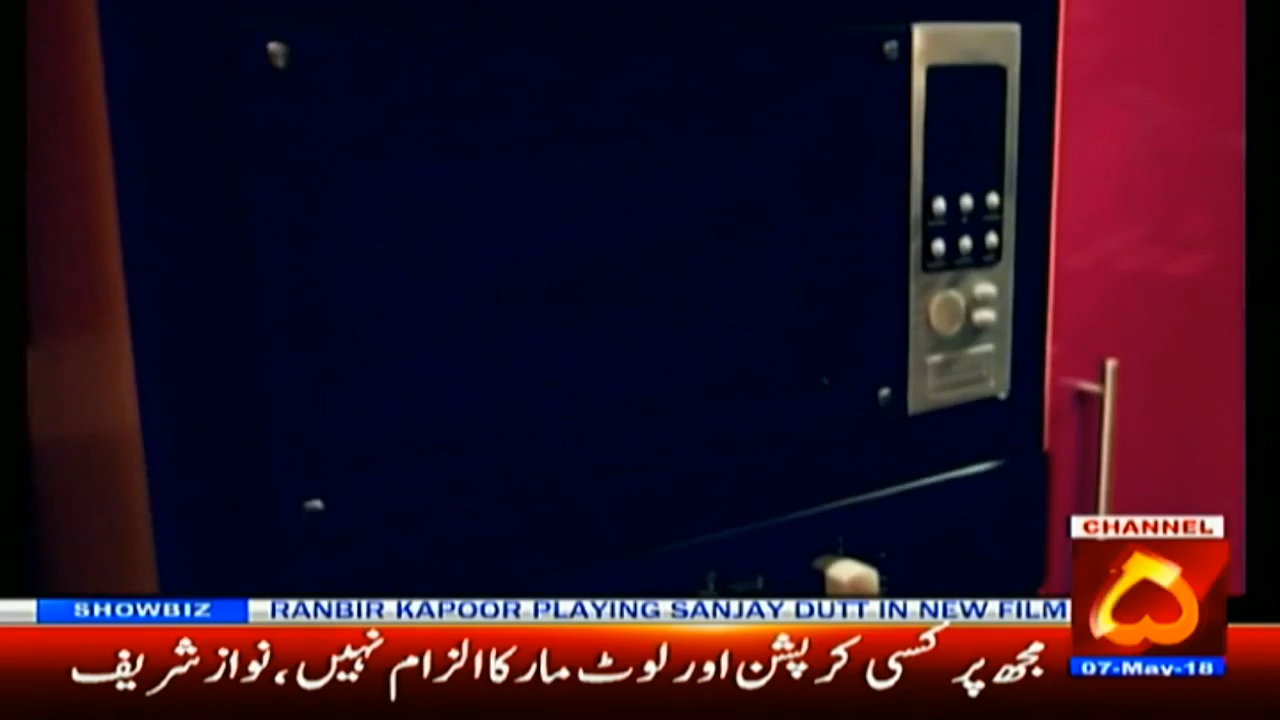 CHANNEL
۵
SHOWBIZ
RANBIR KAPOOR PLAYING SANJAY DUTT IN NEW FILM
مجھ پر کسی کرپشن اور لوٹ مار کا الزام نہیں، نواز شریف
07-May-18